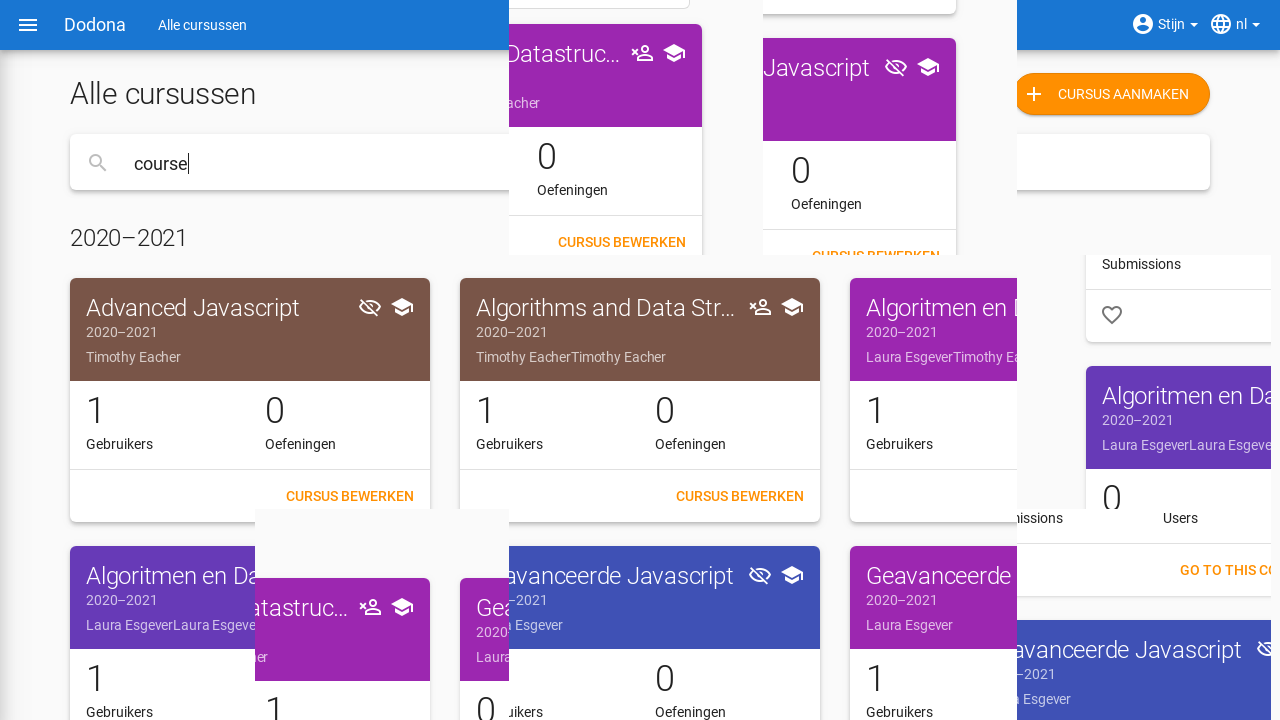 Dodona
Alle cursussen
Stijn
nl
Datastruc...
acher
0
Oefeningen
CURSUS BEWERKEN
Javascript
0
Oefeningen
CURSUS BEWERKEN
Alle cursussen
CURSUS AANMAKEN
course
2020–2021
Advanced Javascript
2020–2021
Timothy Eacher
1
Gebruikers
0
Oefeningen
CURSUS BEWERKEN
Algorithms and Data Str...
2020–2021
Timothy EacherTimothy Eacher
1
Gebruikers
0
Oefeningen
CURSUS BEWERKEN
Algoritmen en D
2020–2021
Laura EsgeverTimothy Ea
1
Gebruikers
Submissions
Algoritmen en Da
2020–2021
Laura EsgeverLaura Esgeve
0
Algoritmen en Da
2020–2021
Laura EsgeverLaura Esgeve
1
Gebruikers
atastruc...
her
1
Gea
2020
Laura
0
avanceerde Javascript
–2021
a Esgever
uikers
0
Oefeningen
Geavanceerde
2020–2021
Laura Esgever
1
Gebruikers
missions
Users
GO TO THIS CO
avanceerde Javascript
–2021
a Esgever